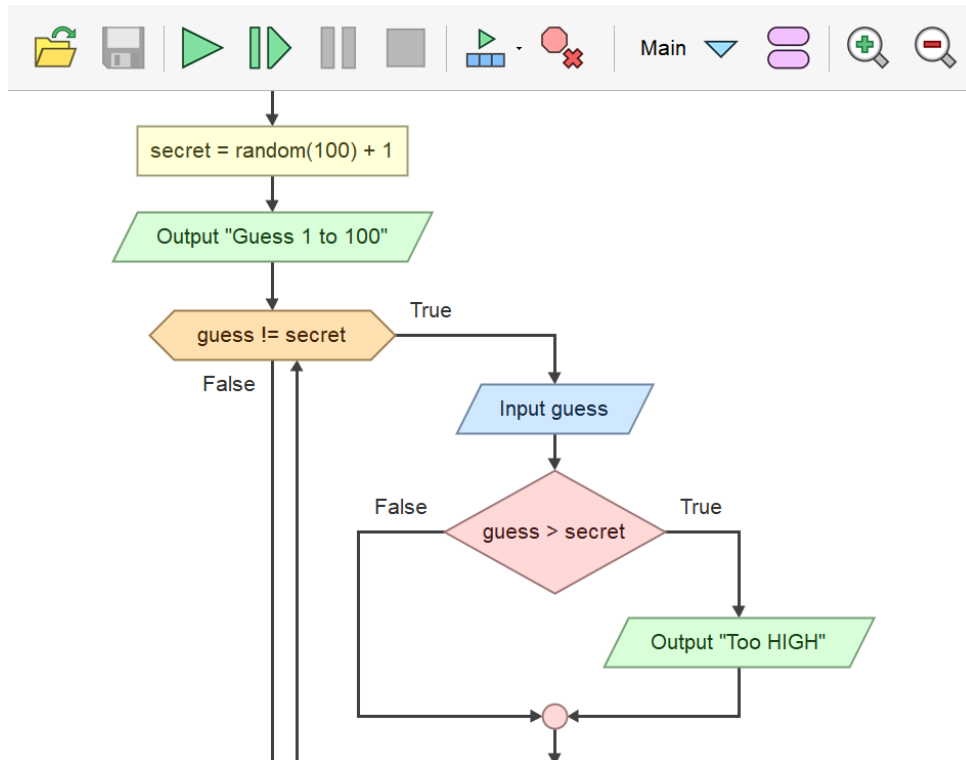 Main
secret = random(100) + 1
Output "Guess 1 to 100"
True
guess != secret
False
Input guess
False
True
guess > secret
Output "Too HIGH"